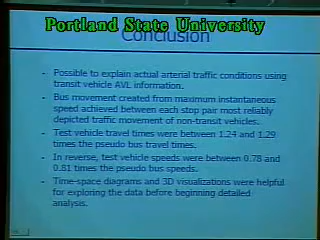 Portland State University
Conclusion
- Possible to explain actual arterial traffic conditions using
transit vehicle AVL information.
- Bus movement created from maximum instantaneous
speed achieved between each stop pair most reliably
depicted traffic movement of non-transit vehicles.
- Test vehicle travel times were between 1.24 and 1.29
times the pseudo bus travel times.
- In reverse, test vehicle speeds were between 0.78 and
0.81 times the pseudo bus speeds.
- Time-space diagrams and 3D visualizations were helpful
for exploring the data before beginning detailed
analysis.